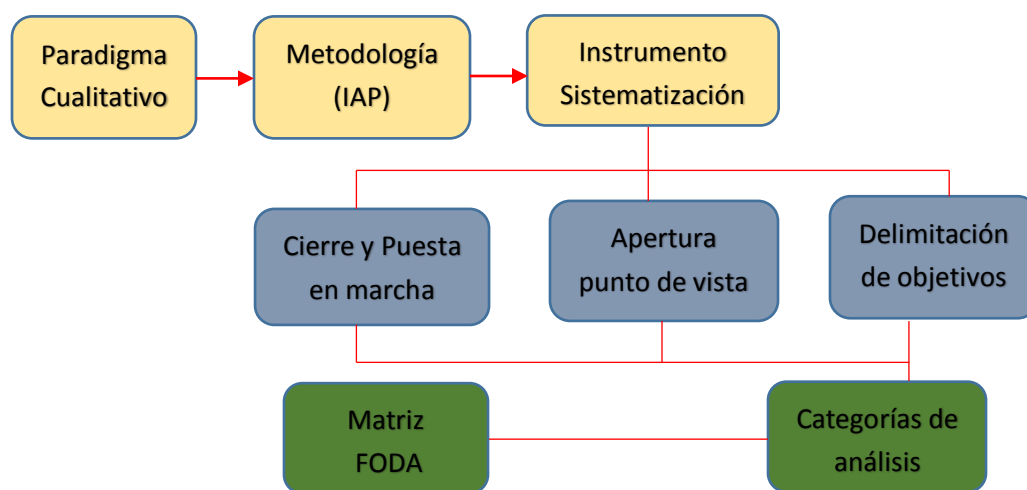 Paradigma
Cualitativo
Metodología
(IAP)
Instrumento
Sistematización
Cierre y Puesta
en marcha
Apertura
punto de vista
Delimitación
de objetivos
Matriz
FODA
Categorías de
análisis